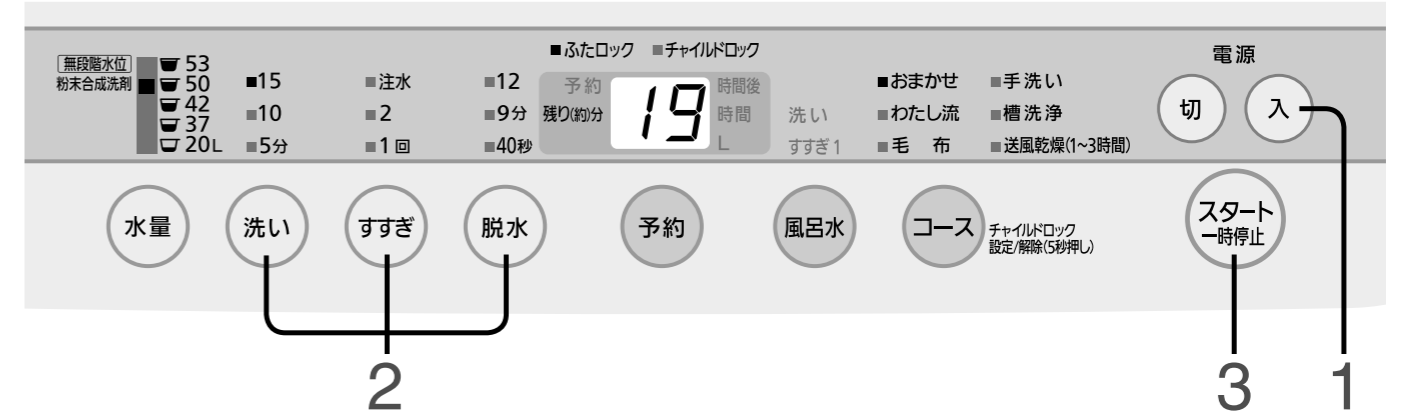 ■ふたロック ■チャイルドロック
電源
無段階水位
粉末合成洗剤
53
50
42
37
20L
■15 ■注水 ■12
■10 ■2 ■9分
■5分 ■1回 ■40秒
予約 時間後
残り(約)分 19 時間
L
洗い
すすぎ1
■おまかせ ■手洗い
■わたし流 ■槽洗浄
■毛 布 ■送風乾燥(1~3時間)
切 入
水量 洗い すすぎ 脱水 予約 風呂水 コース
チャイルドロック
設定/解除(5秒押し)
スタート
一時停止
2 3 1